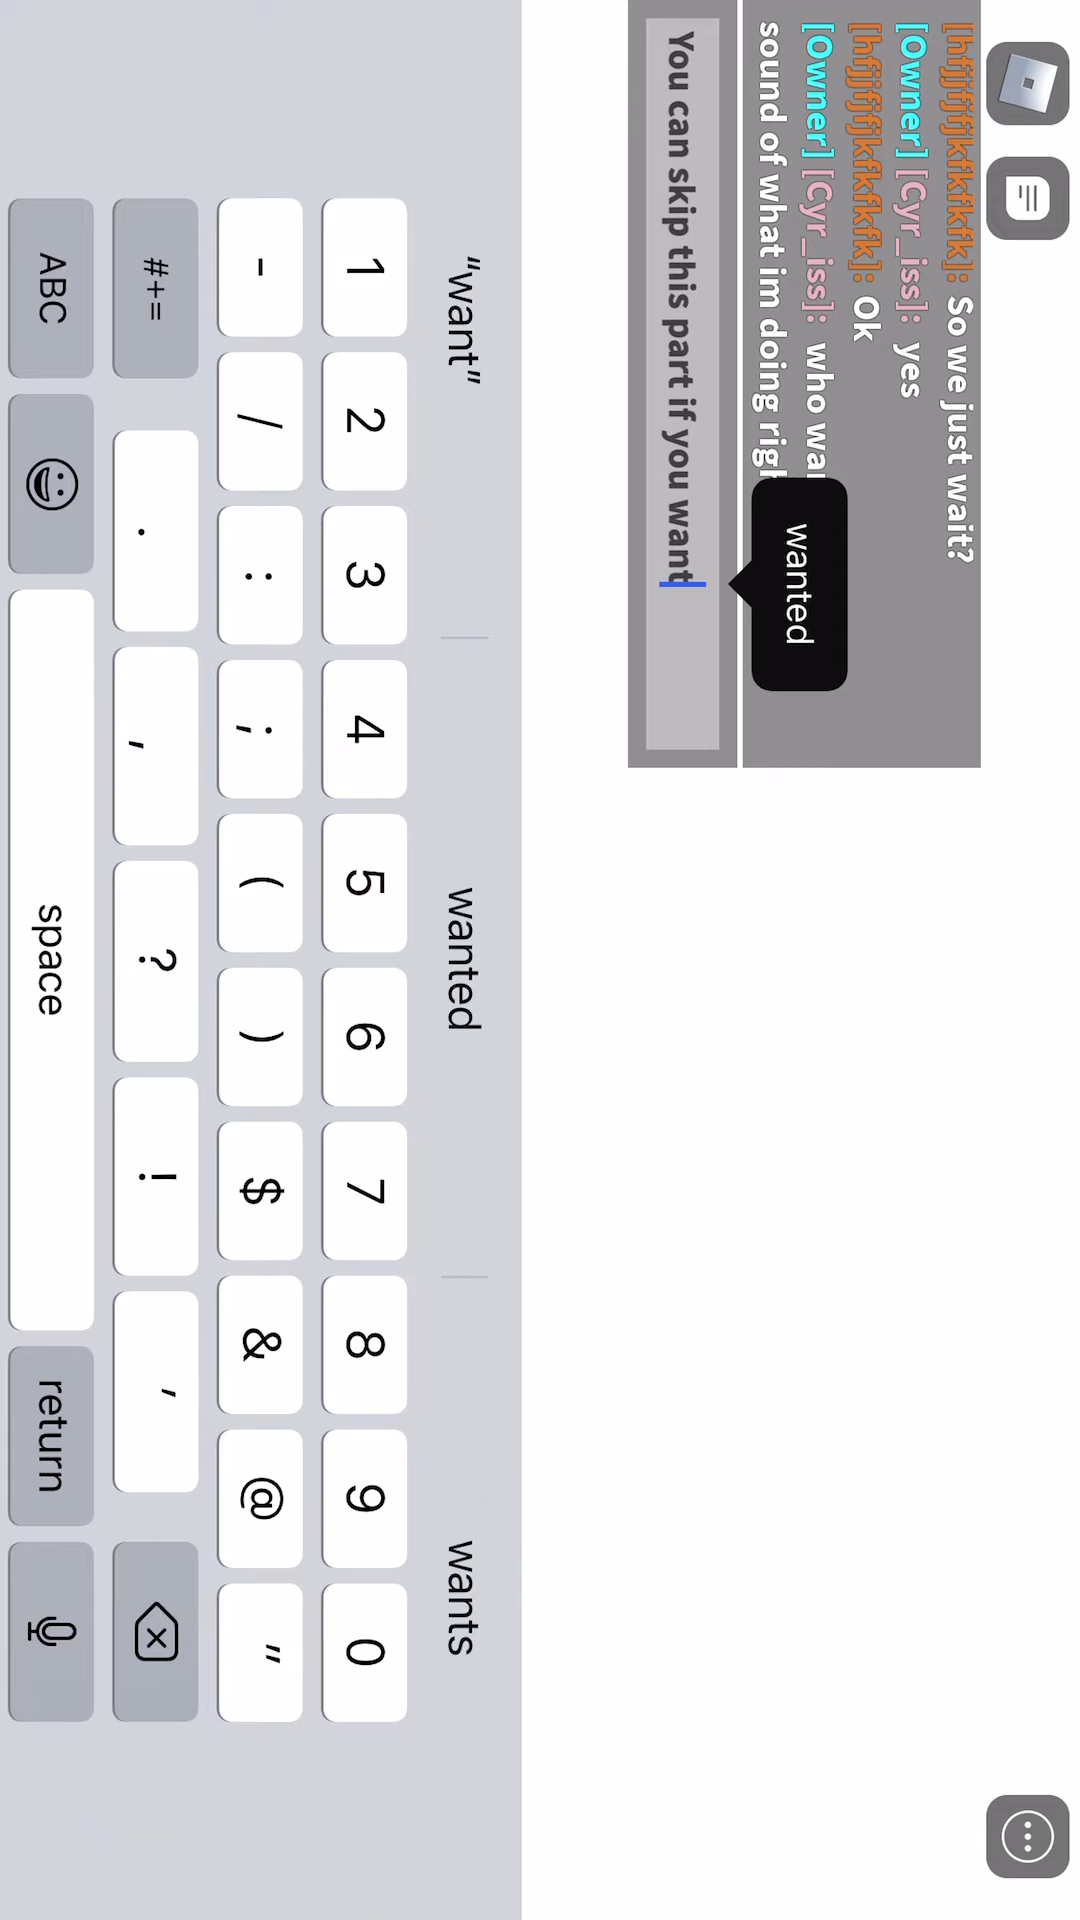 [hfjjfjfjkfkfkfk]: So we just wait?
[Owner] [Cyr_iss]: yes
[hfjjfjfjkfkfkfk]: Ok
[Owner] [Cyr_iss]: who
sound of what im doing
You can skip this part if you want
wanted
"want" wanted wants
1 2 3 4 5 6 7 8 9 0
- / : ; ( ) $ & @ "
#+= . , ? ! '
ABC space return